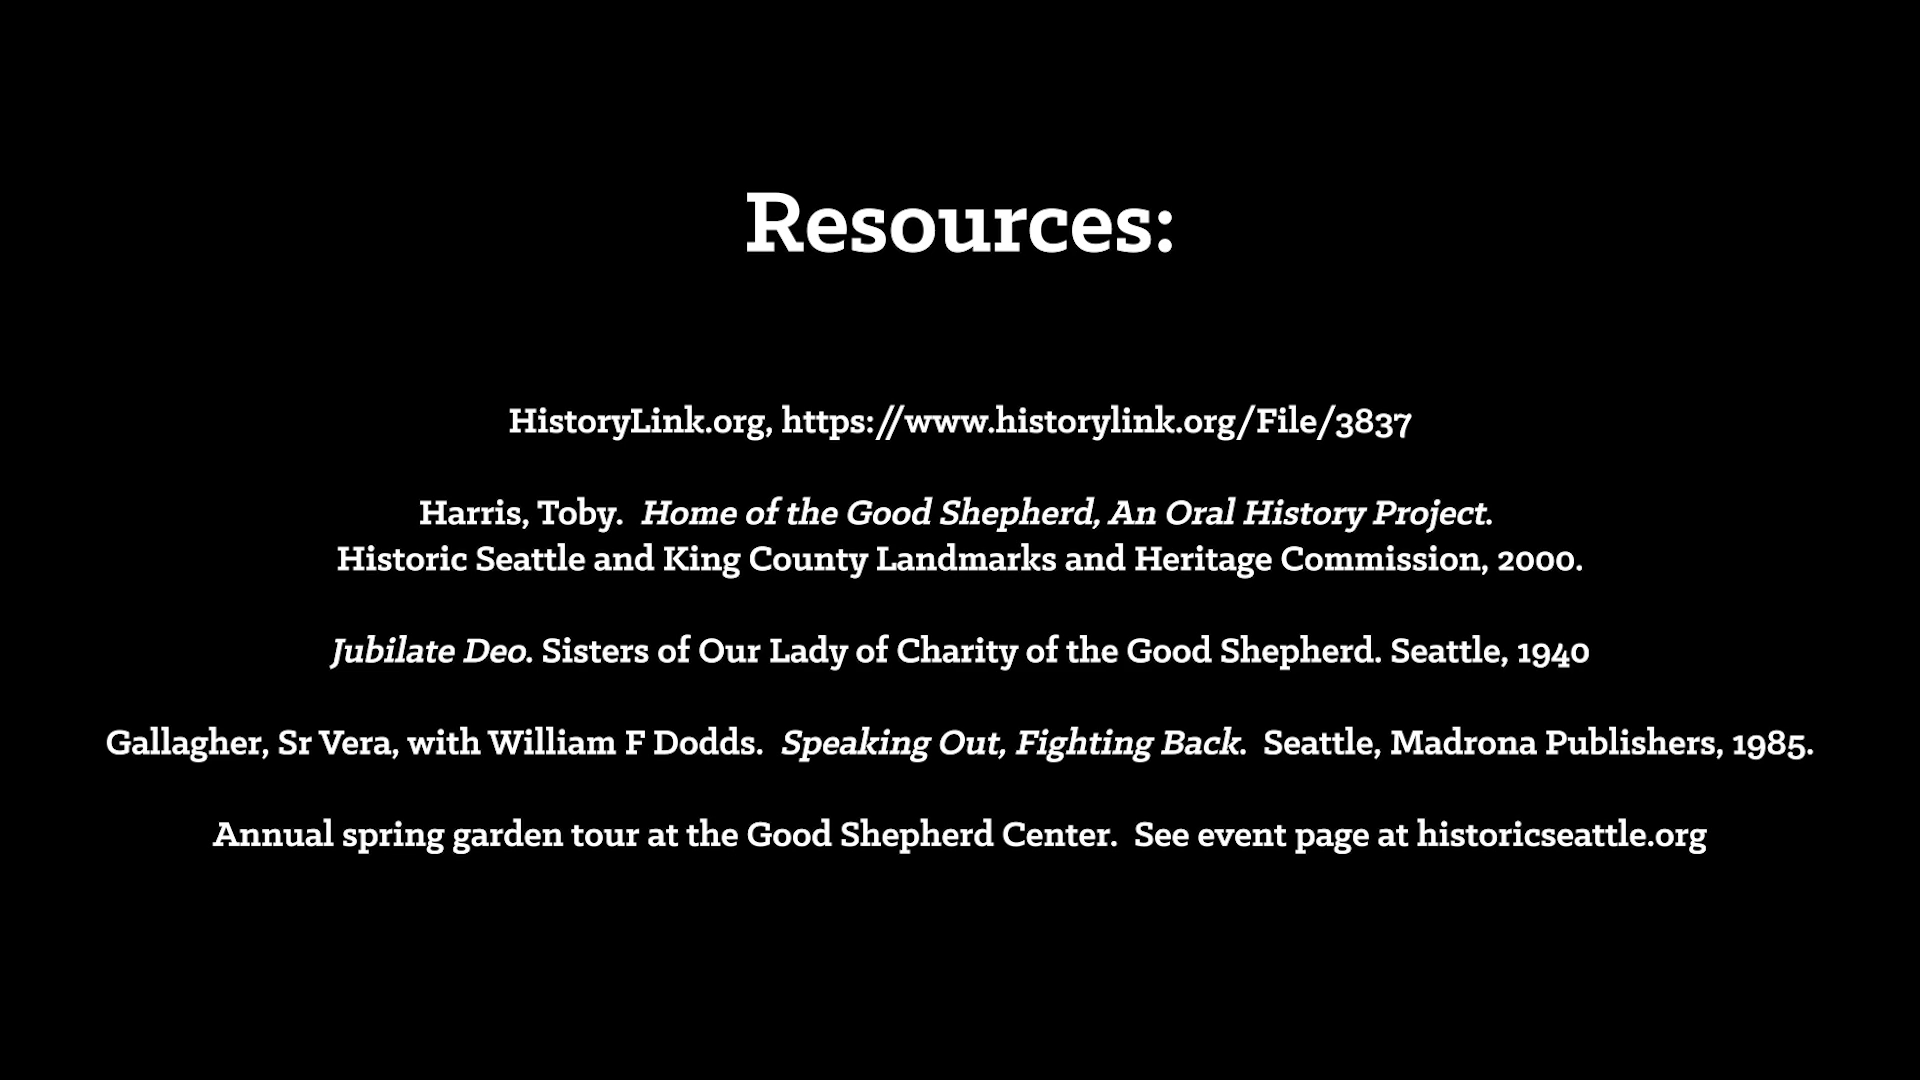 Resources:
HistoryLink.org, https://www.historylink.org/File/3837
Harris, Toby.  Home of the Good Shepherd, An Oral History Project.
Historic Seattle and King County Landmarks and Heritage Commission, 2000.
Jubilate Deo. Sisters of Our Lady of Charity of the Good Shepherd. Seattle, 1940
Gallagher, Sr Vera, with William F Dodds.  Speaking Out, Fighting Back.  Seattle, Madrona Publishers, 1985.
Annual spring garden tour at the Good Shepherd Center.  See event page at historicseattle.org